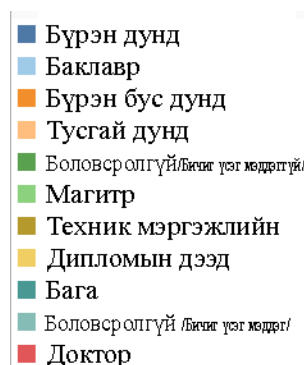 Бүрэн дунд
Баклавр
Бүрэн бус дунд
Тусгай дунд
Боловсролгүй/Бичиг үсэг мэддэггүй/
Магитр
Техник мэргэжлийн
Дипломын дээд
Бага
Боловсролгүй /Бичиг үсэг мэддэг/
Доктор